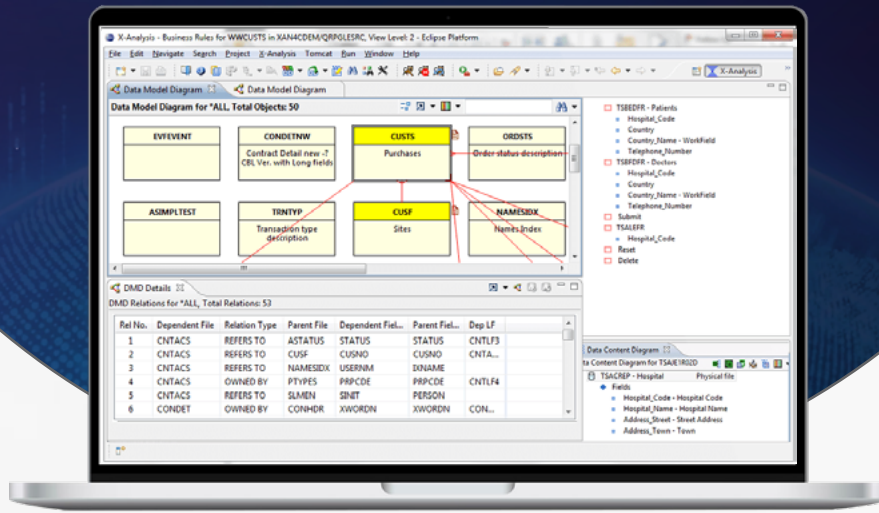 X-Analysis - Business Rules for WWCUSTS in XAN4CDEM/QRPGLESRC, View Level: 2 - Eclipse Platform
File Edit Navigate Search Project X-Analysis Tomcat Run Window Help
X-Analysis
Data Model Diagram Data Model Diagram
Data Model Diagram for *ALL, Total Objects: 50
EVFEVENT
CONDETNW
Contract Detail new -?
CBL Ver. with Long fields
CUSTS
Purchases
ORDSTS
Order status description
ASIMPLTEST
TRNTYP
Transaction type
description
CUSF
Sites
NAMESIDX
Names Index
TSBEDFR - Patients
Hospital_Code
Country
Country_Name - WorkField
Telephone_Number
TSBFDFR - Doctors
Hospital_Code
Country
Country_Name - WorkField
Telephone_Number
Submit
TSALEFR
Hospital_Code
Reset
Delete
DMD Details
DMD Relations for *ALL, Total Relations: 53
Rel No. Dependent File Relation Type Parent File Dependent Fiel... Parent Fiel... Dep LF
1 CNTACS REFERS TO ASTATUS STATUS STATUS CNTLF3
2 CNTACS REFERS TO CUSF CUSNO CUSNO CNTA...
3 CNTACS REFERS TO NAMESIDX USERNM IXNAME
4 CNTACS OWNED BY PTYPES PRPCDE PRPCDE CNTLF4
5 CNTACS REFERS TO SLMEN SINIT PERSON
6 CONDET OWNED BY CONHDR XWORDN XWORDN CON...
Data Content Diagram
ta Content Diagram for TSAJE1R02D
TSACREP - Hospital Physical file
Fields
Hospital_Code - Hospital Code
Hospital_Name - Hospital Name
Address_Street - Street Address
Address_Town - Town